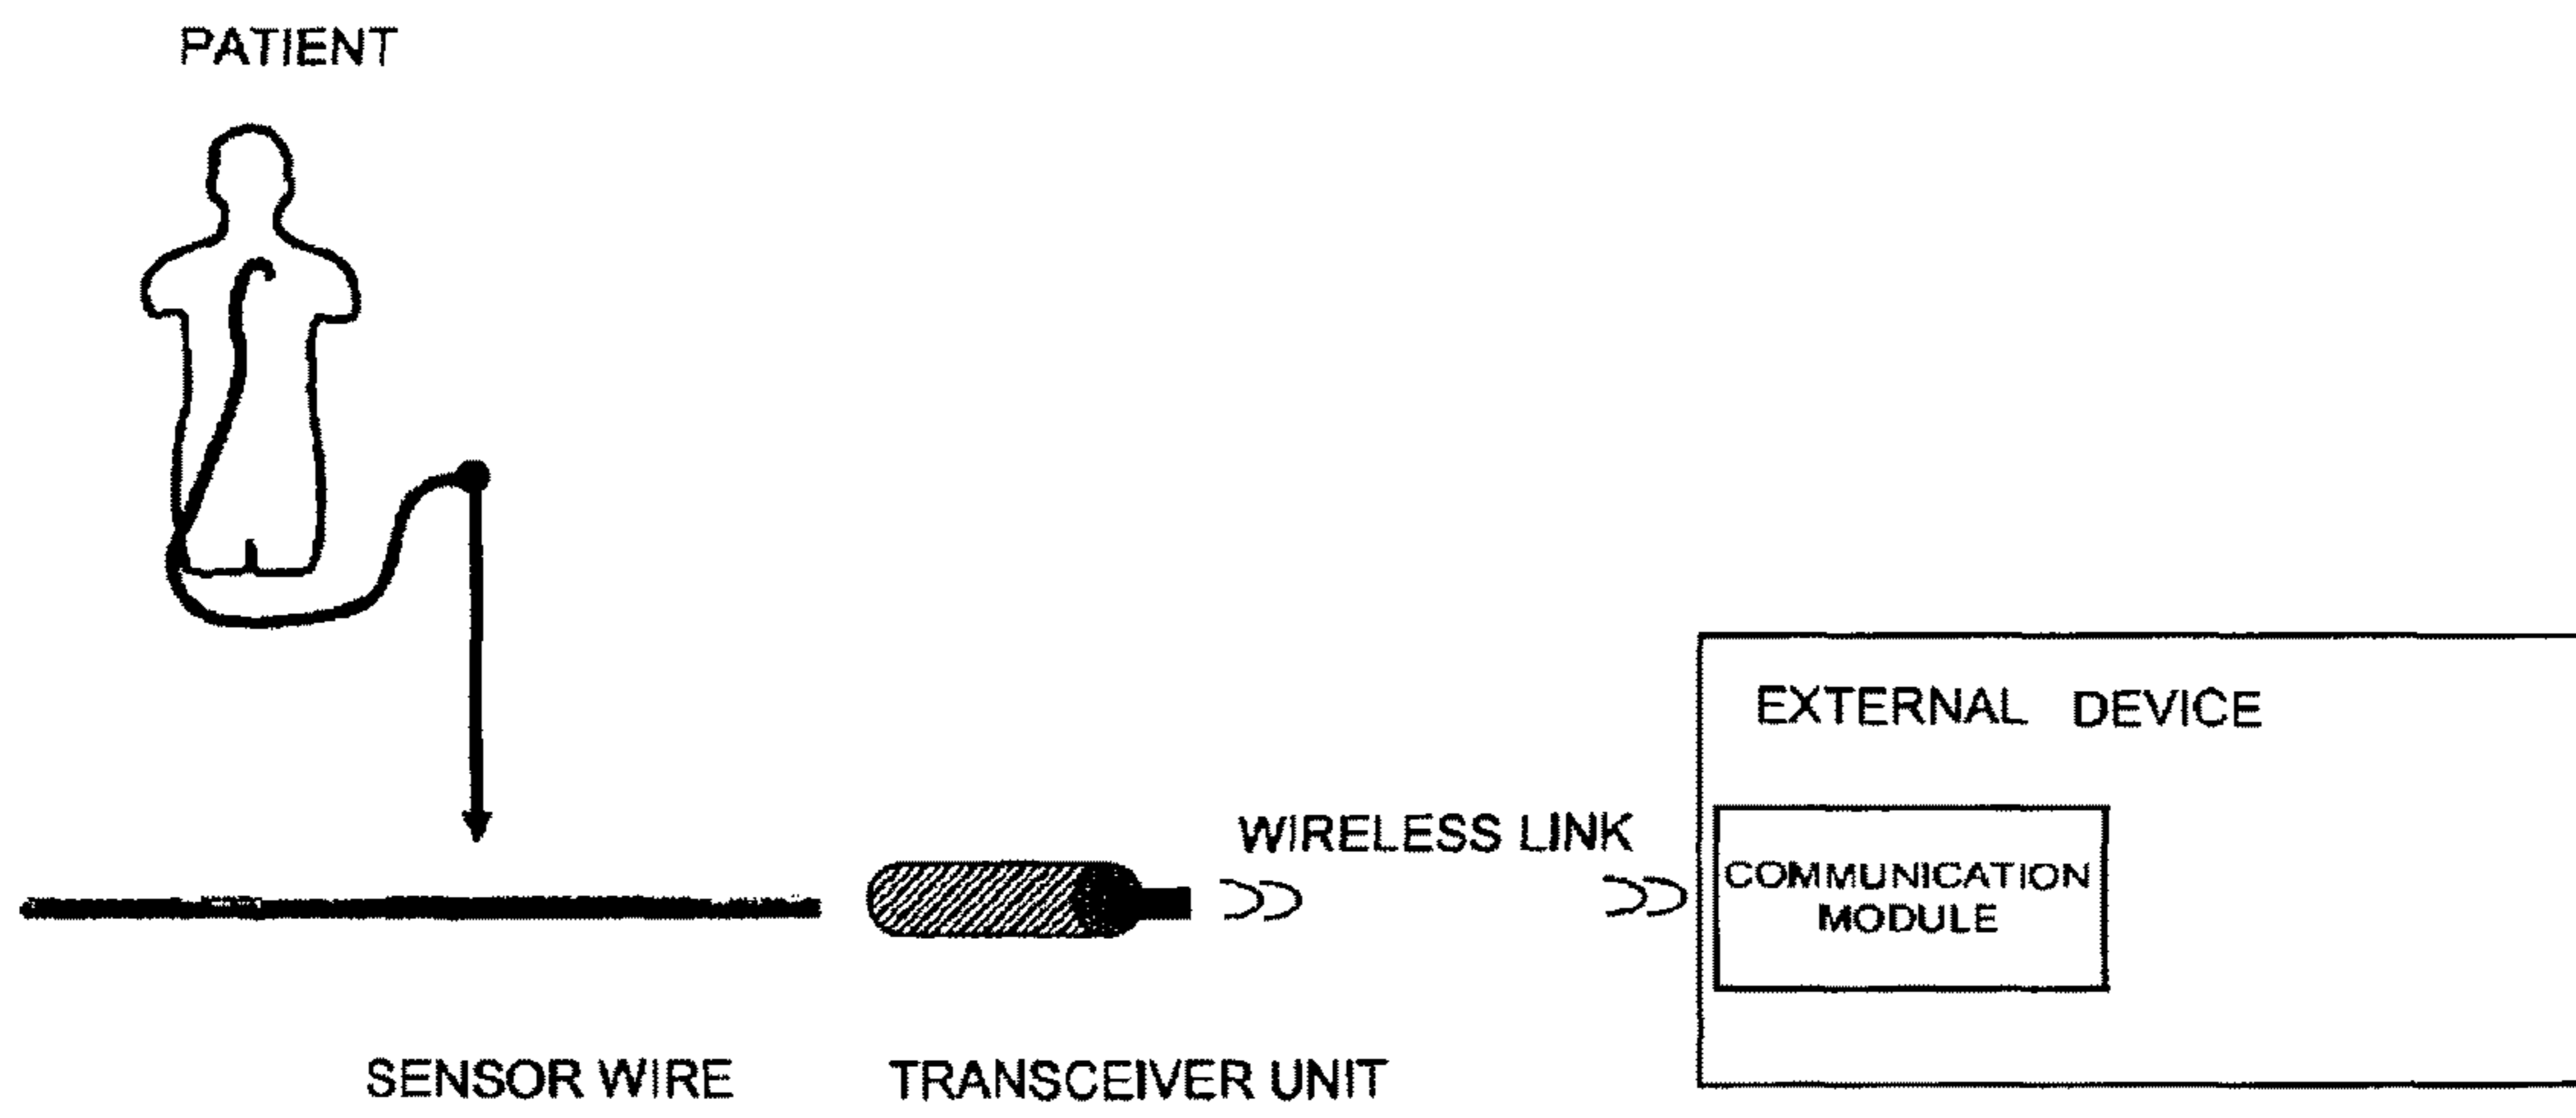 PATIENT
EXTERNAL DEVICE
WIRELESS LINK
COMMUNICATION
MODULE
SENSOR WIRE
TRANSCEIVER UNIT